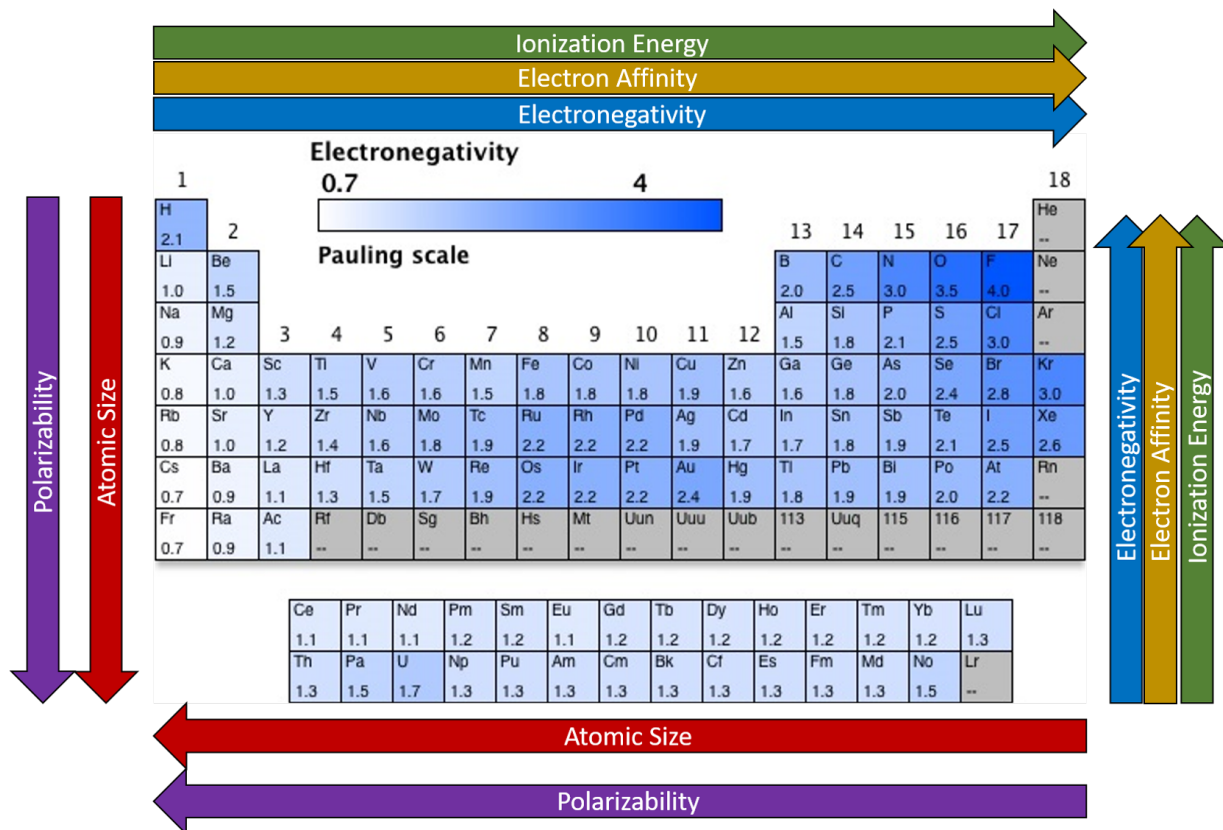 Ionization Energy
Electron Affinity
Electronegativity
Electronegativity
0.7 4
Pauling scale
1 18
H He
2.1 --
2 13 14 15 16 17
Li Be B C N O F Ne
1.0 1.5 2.0 2.5 3.0 3.5 4.0 --
Na Mg Al Si P S Cl Ar
0.9 1.2 1.5 1.8 2.1 2.5 3.0 --
3 4 5 6 7 8 9 10 11 12
K Ca Sc Ti V Cr Mn Fe Co Ni Cu Zn Ga Ge As Se Br Kr
0.8 1.0 1.3 1.5 1.6 1.6 1.5 1.8 1.8 1.8 1.9 1.6 1.6 1.8 2.0 2.4 2.8 3.0
Rb Sr Y Zr Nb Mo Tc Ru Rh Pd Ag Cd In Sn Sb Te I Xe
0.8 1.0 1.2 1.4 1.6 1.8 1.9 2.2 2.2 2.2 1.9 1.7 1.7 1.8 1.9 2.1 2.5 2.6
Cs Ba La Hf Ta W Re Os Ir Pt Au Hg Tl Pb Bi Po At Rn
0.7 0.9 1.1 1.3 1.5 1.7 1.9 2.2 2.2 2.2 2.4 1.9 1.8 1.9 1.9 2.0 2.2 --
Fr Ra Ac Rf Db Sg Bh Hs Mt Uun Uuu Uub 113 Uuq 115 116 117 118
0.7 0.9 1.1 -- -- -- -- -- -- -- -- -- -- -- -- -- -- --
Ce Pr Nd Pm Sm Eu Gd Tb Dy Ho Er Tm Yb Lu
1.1 1.1 1.1 1.2 1.2 1.1 1.2 1.2 1.2 1.2 1.2 1.2 1.2 1.3
Th Pa U Np Pu Am Cm Bk Cf Es Fm Md No Lr
1.3 1.5 1.7 1.3 1.3 1.3 1.3 1.3 1.3 1.3 1.3 1.3 1.5 --
Polarizability
Atomic Size
Electronegativity
Electron Affinity
Ionization Energy
Atomic Size
Polarizability